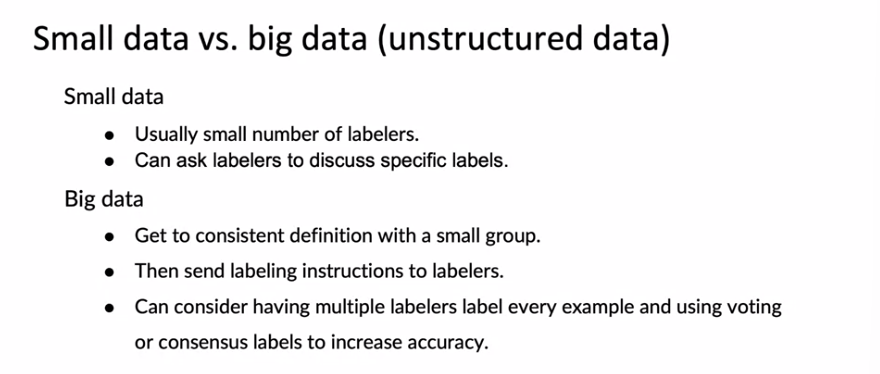 Small data vs. big data (unstructured data)
Small data
• Usually small number of labelers.
• Can ask labelers to discuss specific labels.
Big data
• Get to consistent definition with a small group.
• Then send labeling instructions to labelers.
• Can consider having multiple labelers label every example and using voting
or consensus labels to increase accuracy.